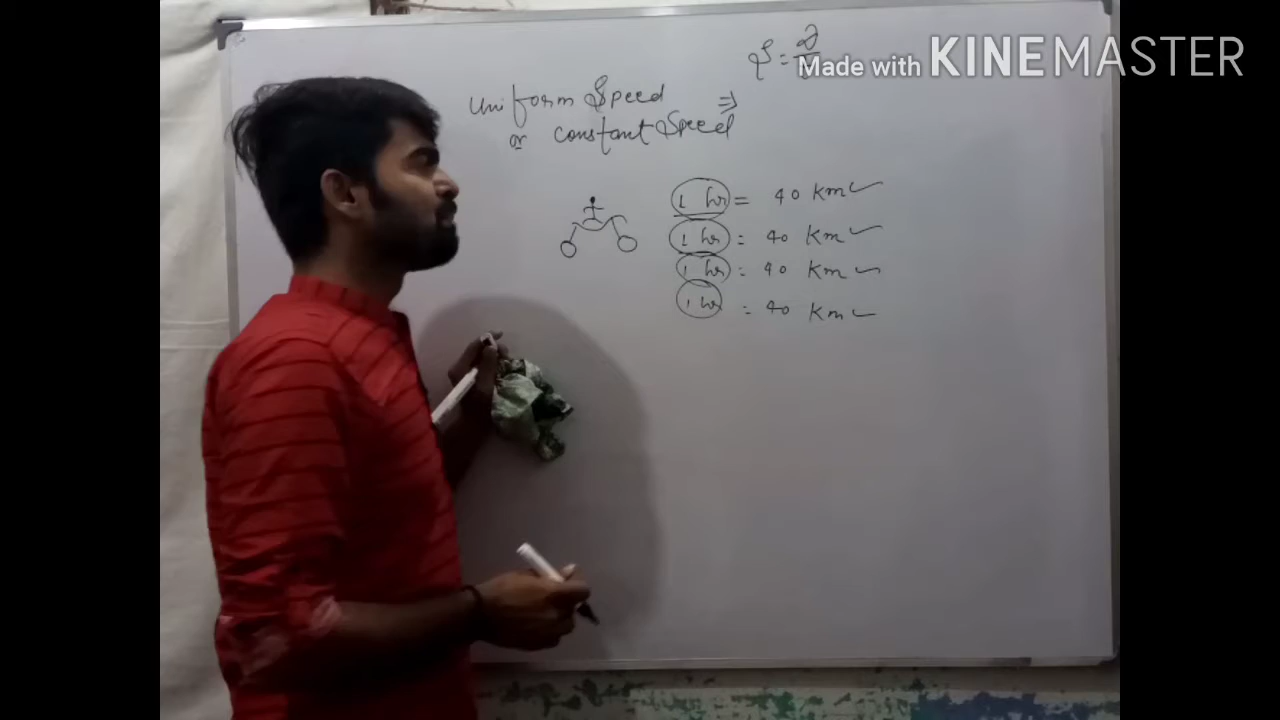 Made with KINEMASTER
Uniform Speed ⇒
or constant Speed
1 hr = 40 km
1 hr = 40 km
1 hr = 40 km
1 hr = 40 km